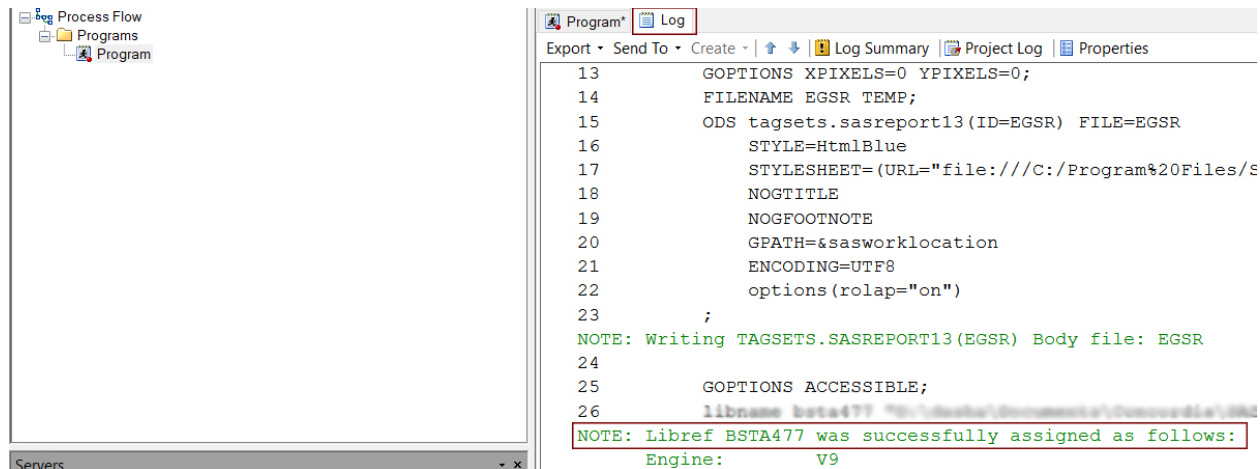 Process Flow
Programs
Program
Servers
Program* Log
Export Send To Create Log Summary Project Log Properties
13 GOPTIONS XPIXELS=0 YPIXELS=0;
14 FILENAME EGSR TEMP;
15 ODS tagsets.sasreport13(ID=EGSR) FILE=EGSR
16 STYLE=HtmlBlue
17 STYLESHEET=(URL="file:///C:/Program%20Files/S
18 NOGTITLE
19 NOGFOOTNOTE
20 GPATH=&sasworklocation
21 ENCODING=UTF8
22 options(rolap="on")
23 ;
NOTE: Writing TAGSETS.SASREPORT13(EGSR) Body file: EGSR
24
25 GOPTIONS ACCESSIBLE;
26 libname bsta477
NOTE: Libref BSTA477 was successfully assigned as follows:
Engine: V9